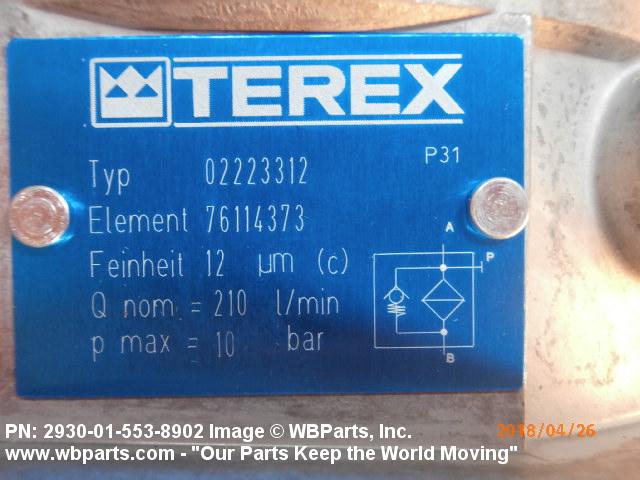 TEREX
P31
Typ 02223312
Element 76114373
Feinheit 12 µm (c)
Q nom = 210 l/min
p max = 10 bar
A
P
B
PN: 2930-01-553-8902 Image © WBParts, Inc.
2018/04/26
www.wbparts.com - "Our Parts Keep the World Moving"